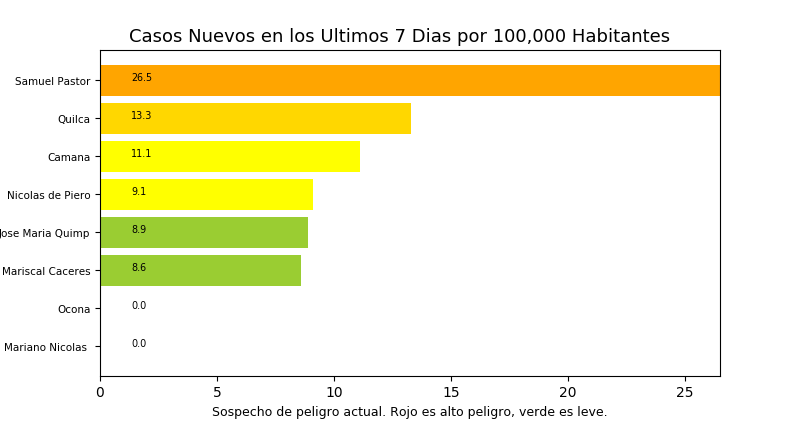 Casos Nuevos en los Ultimos 7 Dias por 100,000 Habitantes
Samuel Pastor 26.5
Quilca 13.3
Camana 11.1
Nicolas de Piero 9.1
Jose Maria Quimp 8.9
Mariscal Caceres 8.6
Ocona 0.0
Mariano Nicolas 0.0
0 5 10 15 20 25
Sospecho de peligro actual. Rojo es alto peligro, verde es leve.